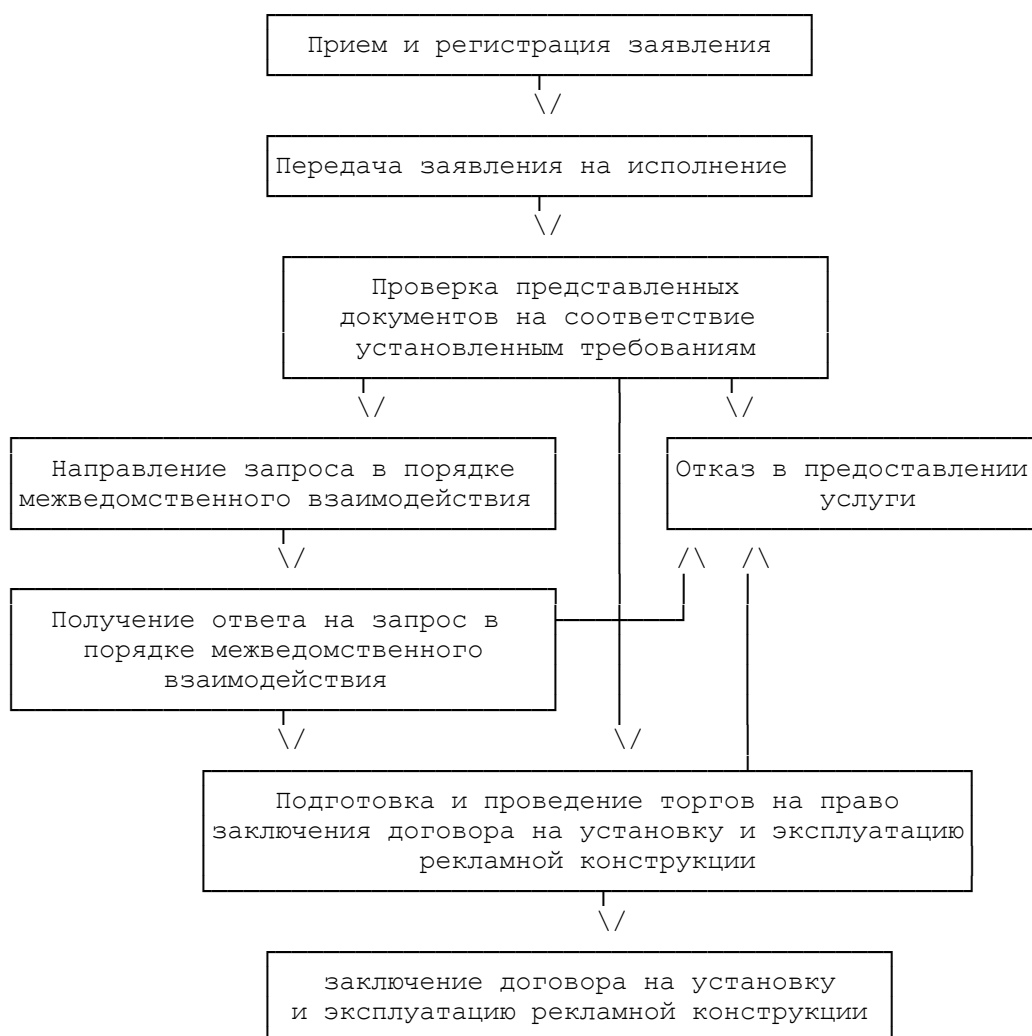 Прием и регистрация заявления
Передача заявления на исполнение
Проверка представленных
документов на соответствие
установленным требованиям
Направление запроса в порядке
межведомственного взаимодействия
Отказ в предоставлении
услуги
Получение ответа на запрос в
порядке межведомственного
взаимодействия
Подготовка и проведение торгов на право
заключения договора на установку и эксплуатацию
рекламной конструкции
заключение договора на установку
и эксплуатацию рекламной конструкции